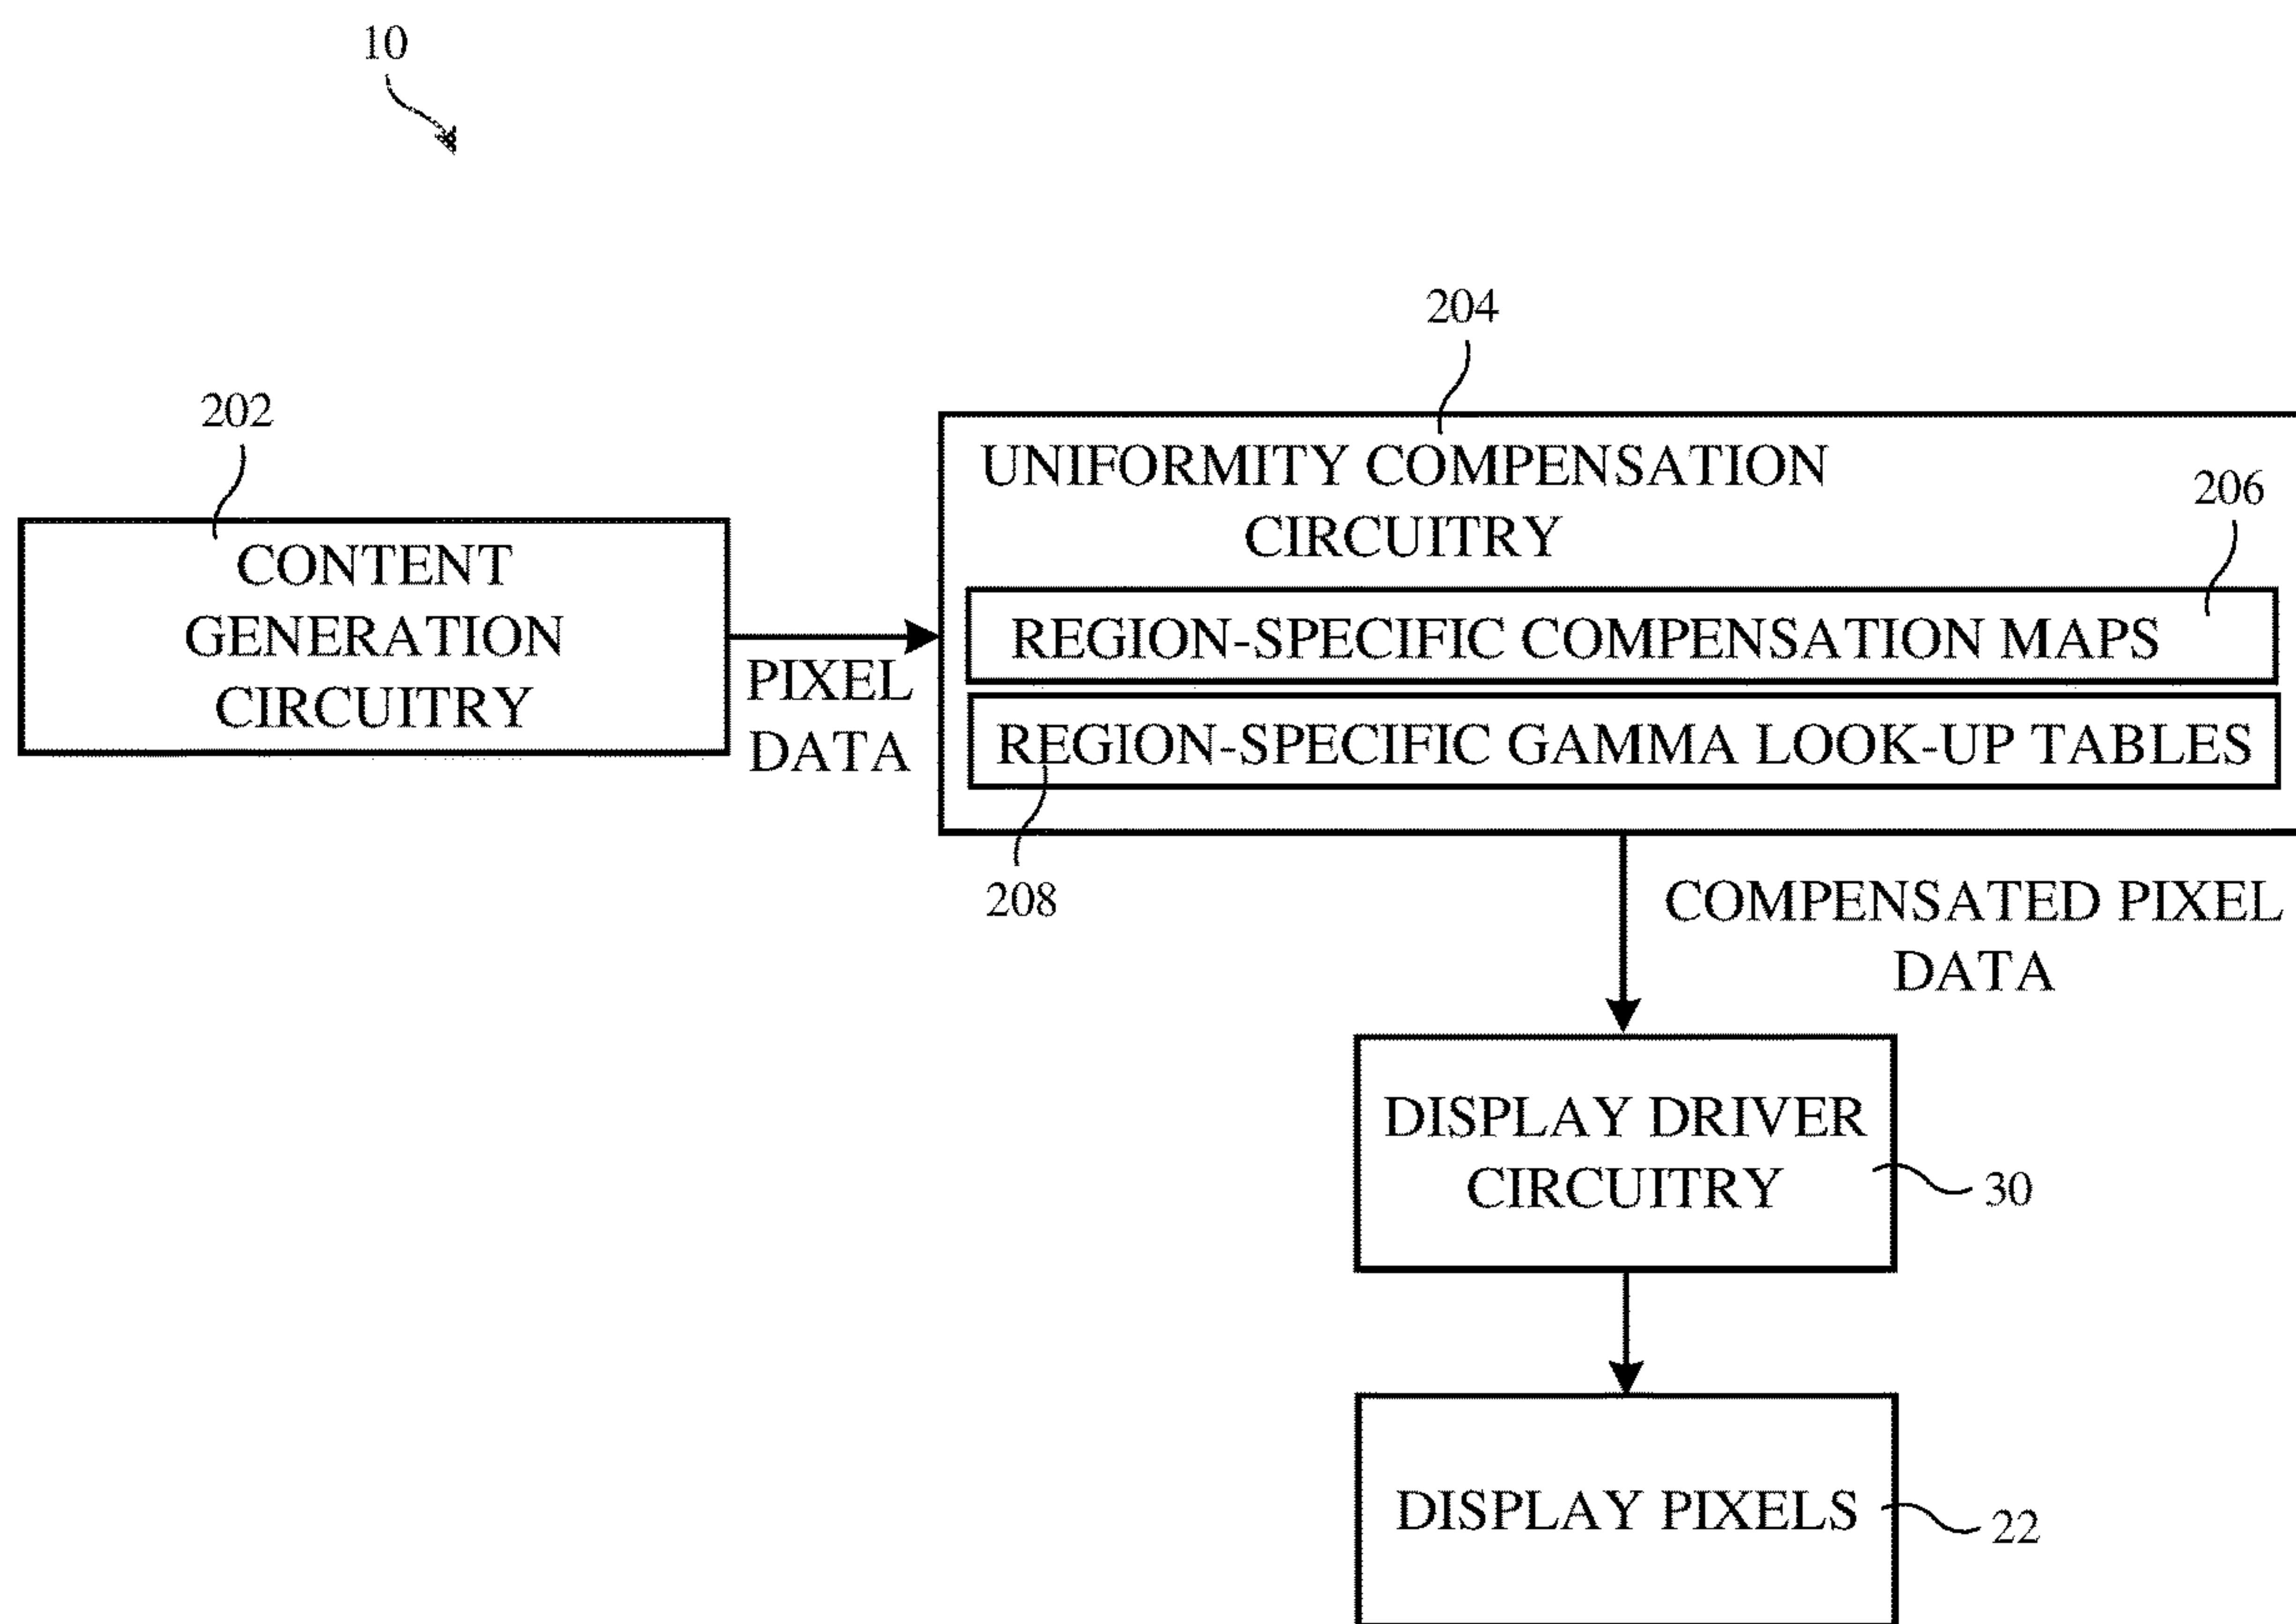 10
204
202
UNIFORMITY COMPENSATION
CIRCUITRY
206
CONTENT
GENERATION
CIRCUITRY
REGION-SPECIFIC COMPENSATION MAPS
PIXEL
DATA
REGION-SPECIFIC GAMMA LOOK-UP TABLES
208
COMPENSATED PIXEL
DATA
DISPLAY DRIVER
CIRCUITRY
30
DISPLAY PIXELS
22